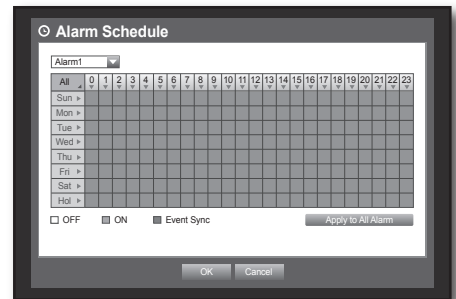 Alarm Schedule
Alarm1
All 0 1 2 3 4 5 6 7 8 9 10 11 12 13 14 15 16 17 18 19 20 21 22 23
Sun
Mon
Tue
Wed
Thu
Fri
Sat
Hol
OFF ON Event Sync Apply to All Alarm
OK Cancel